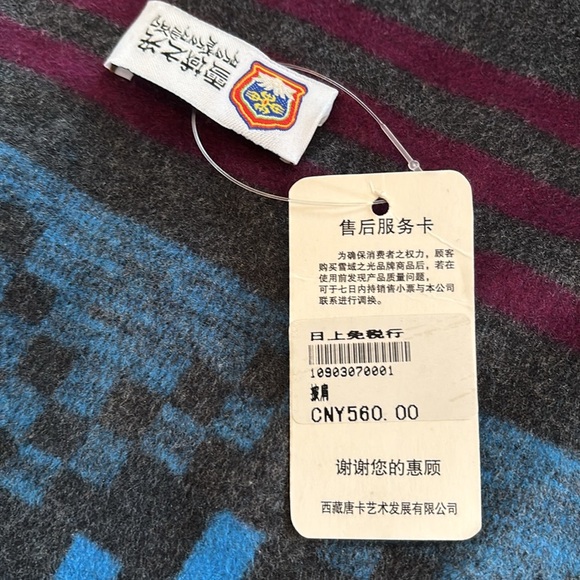 雪域之光
售后服务卡
为确保消费者之权力，顾客
购买雪域之光品牌商品后，若在
使用前发现产品质量问题，
可于七日内持销售小票与本公司
联系进行调换。
日上免税行
10903070001
披肩
CNY560.00
谢谢您的惠顾
西藏唐卡艺术发展有限公司